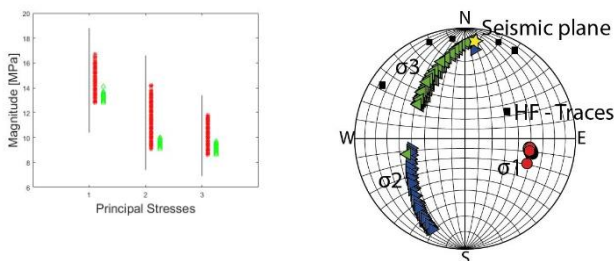 20
18
16
14
12
10
8
6
Magnitude [MPa]
1 2 3
Principal Stresses
N
Seismic plane
σ3
HF - Traces
W
E
σ1
σ2
S